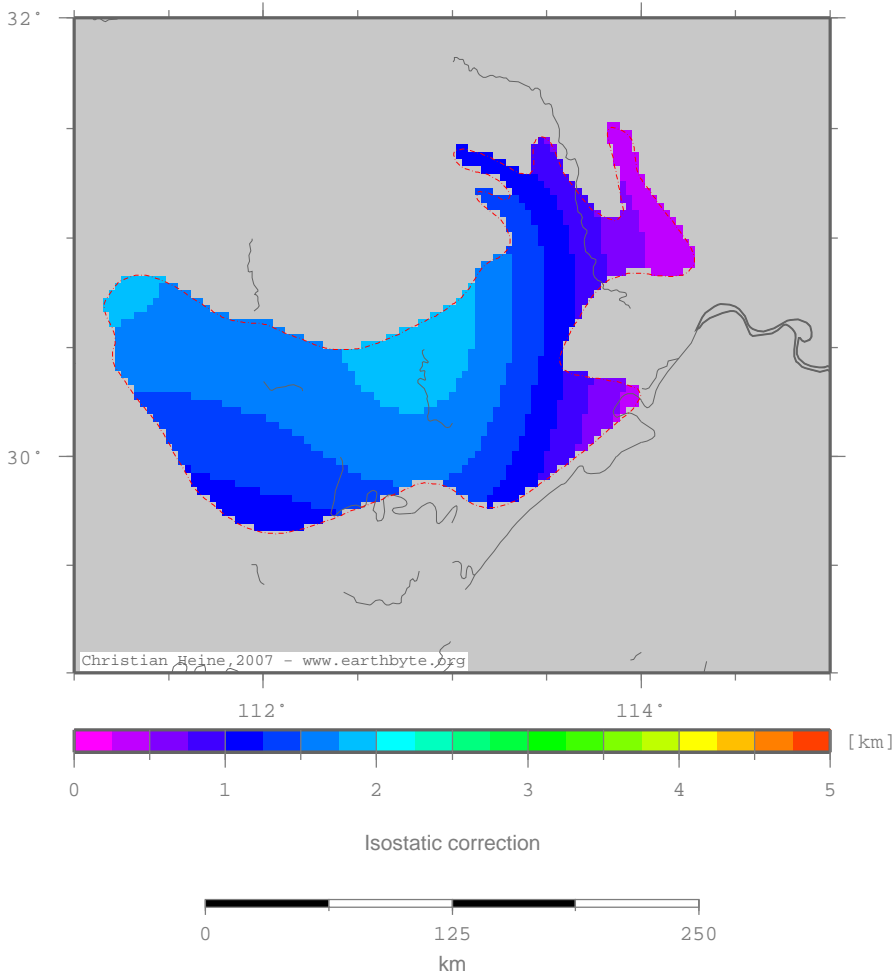 32°
30°
Christian Heine,2007 - www.earthbyte.org
112° 114°
[km]
0 1 2 3 4 5
Isostatic correction
0 125 250
km